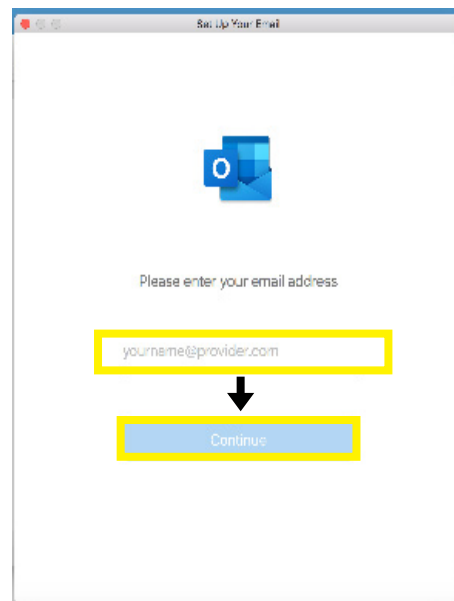 Set Up Your Email
O
Please enter your email address
yourname@provider.com
Continue